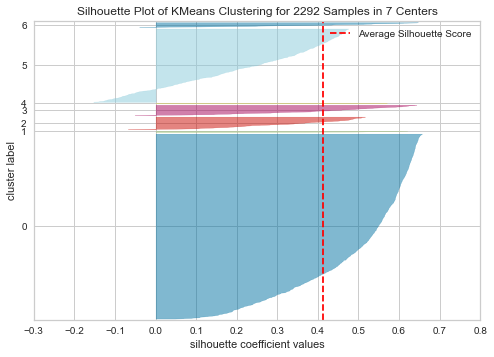 Silhouette Plot of KMeans Clustering for 2292 Samples in 7 Centers
6
Average Silhouette Score
5
4
3
2
1
0
cluster label
-0.3 -0.2 -0.1 0.0 0.1 0.2 0.3 0.4 0.5 0.6 0.7 0.8
silhouette coefficient values